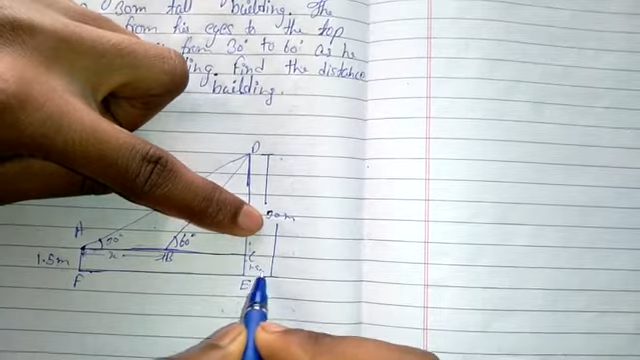 30m tall building. The
from his eyes to the top
from 30° to 60° as he
find the distance
building.
D
30m
A 30° 60°
x B C
1.5m 1.5m
F E